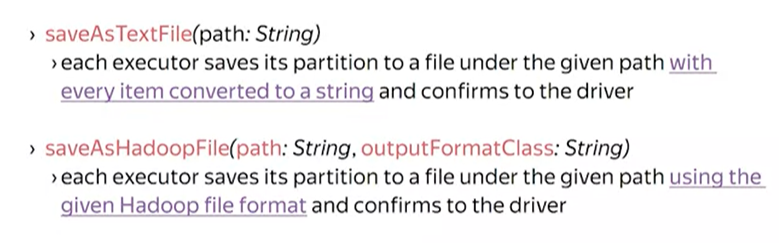 › saveAsTextFile(path: String)
› each executor saves its partition to a file under the given path with
every item converted to a string and confirms to the driver
› saveAsHadoopFile(path: String, outputFormatClass: String)
› each executor saves its partition to a file under the given path using the
given Hadoop file format and confirms to the driver